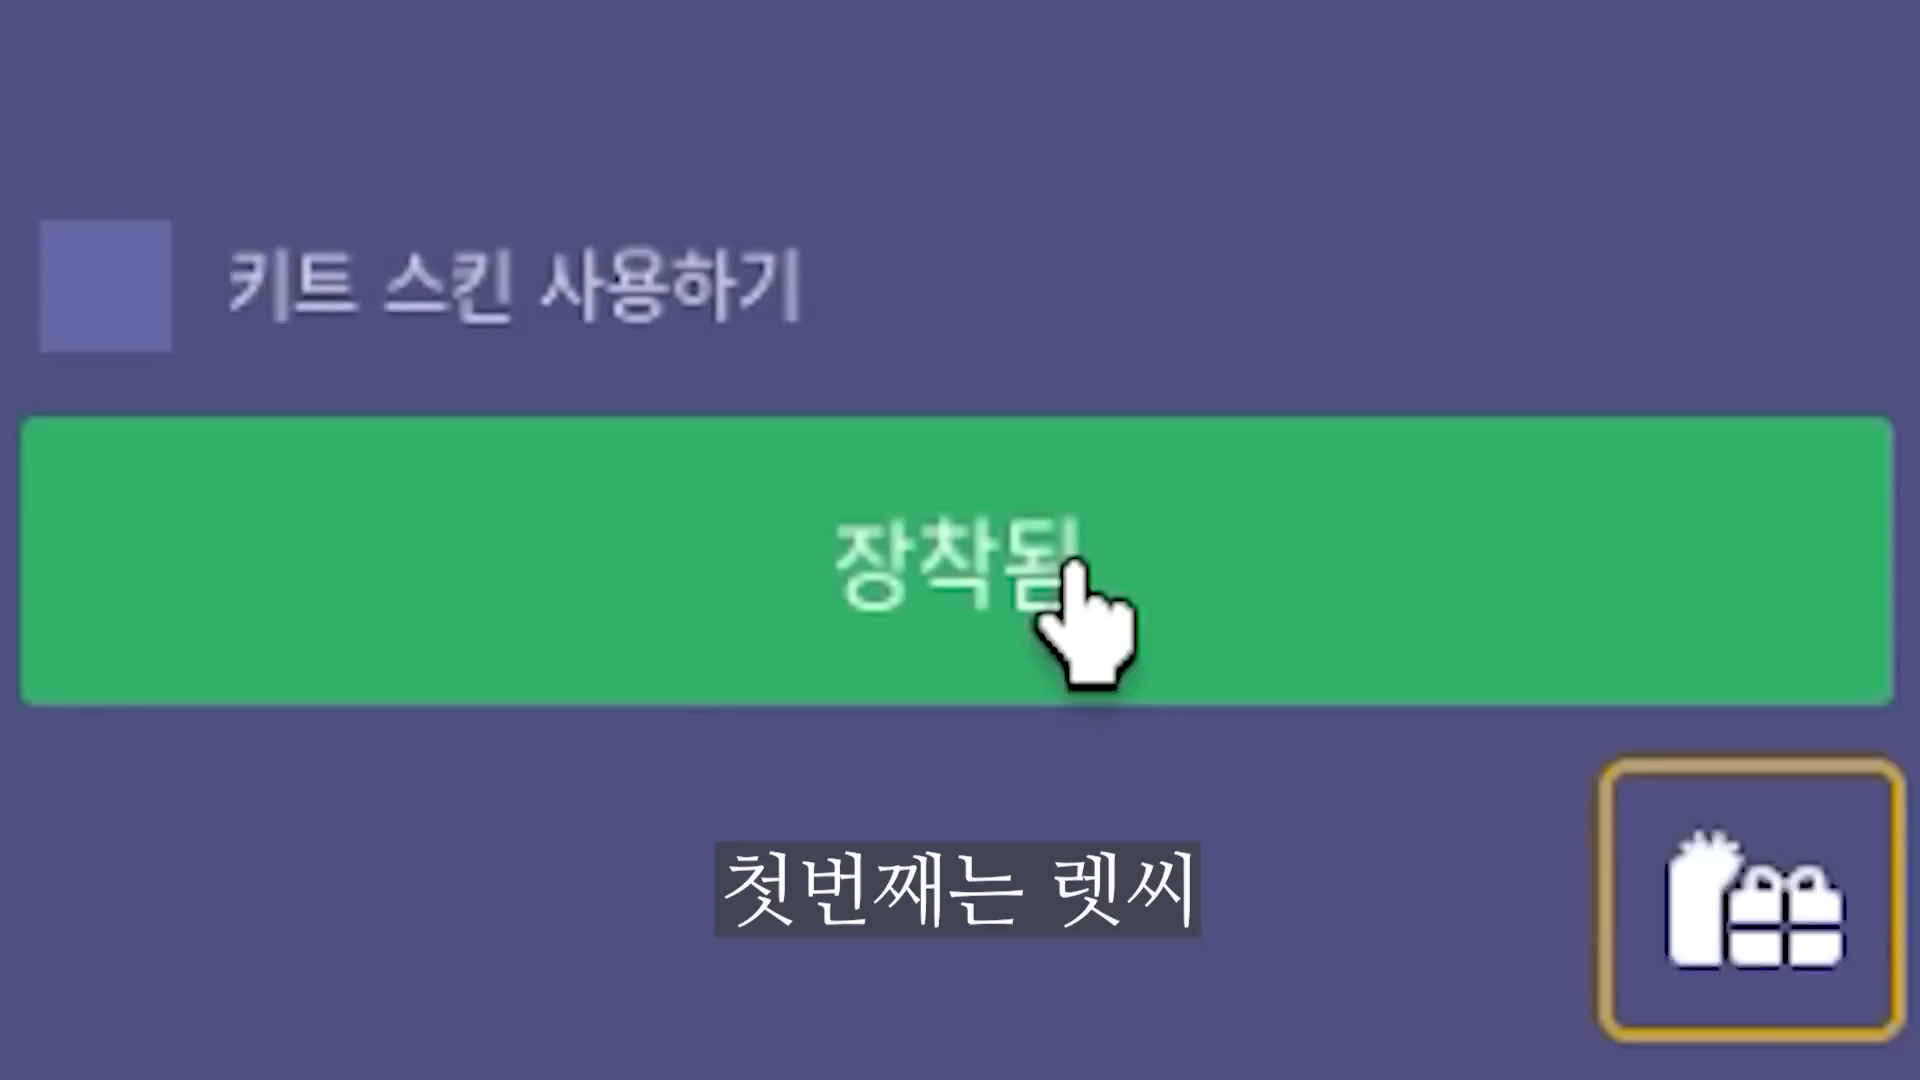 키트 스킨 사용하기
장착됨
첫번째는 렛씨